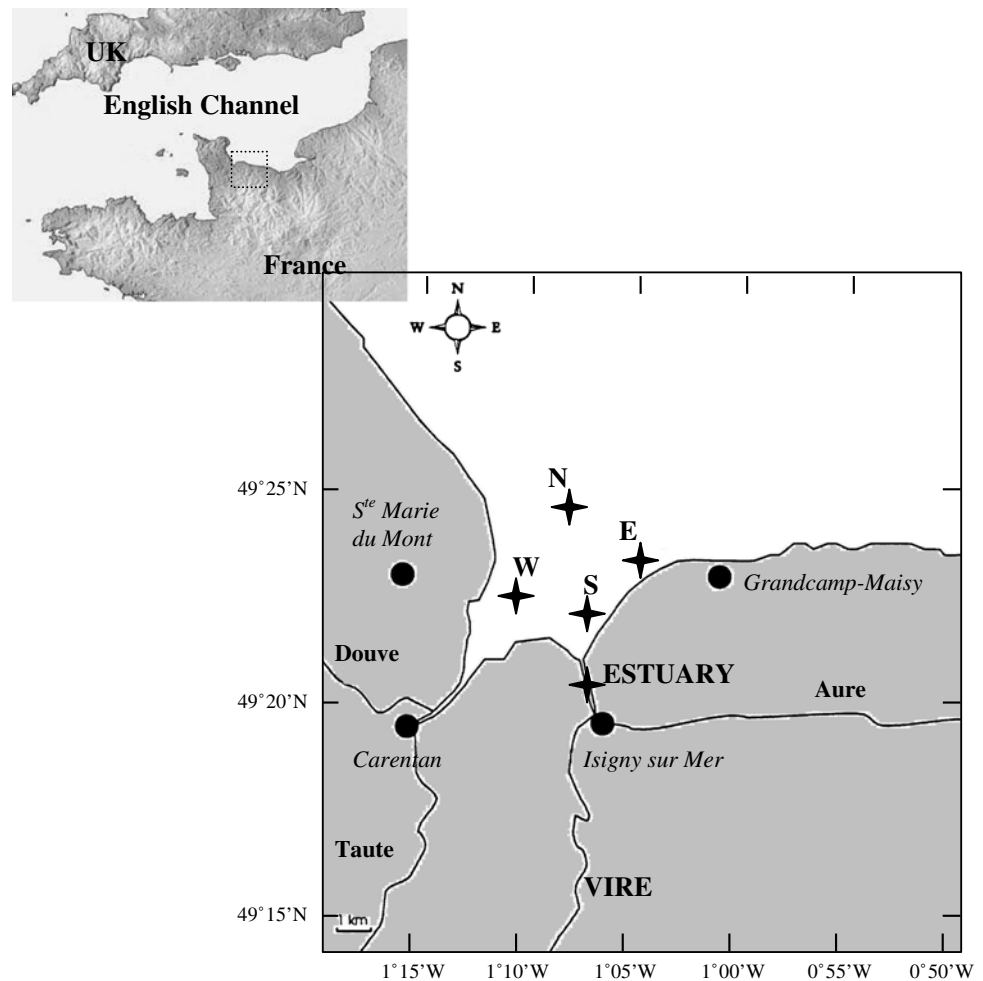 UK
English Channel
France
N
W E
S
N
E
W
S
49°25'N
S^te Marie
du Mont
Grandcamp-Maisy
Douve
ESTUARY
Aure
49°20'N
Carentan
Isigny sur Mer
Taute
VIRE
49°15'N
1 km
1°15'W 1°10'W 1°05'W 1°00'W 0°55'W 0°50'W